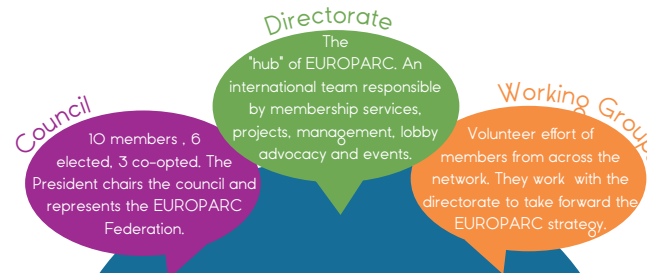 Council
10 members , 6
elected, 3 co-opted. The
President chairs the council and
represents the EUROPARC
Federation.
Directorate
The
"hub" of EUROPARC. An
international team responsible
by membership services,
projects, management, lobby
advocacy and events.
Working Group
Volunteer effort of
members from across the
network. They work with the
directorate to take forward the
EUROPARC strategy.